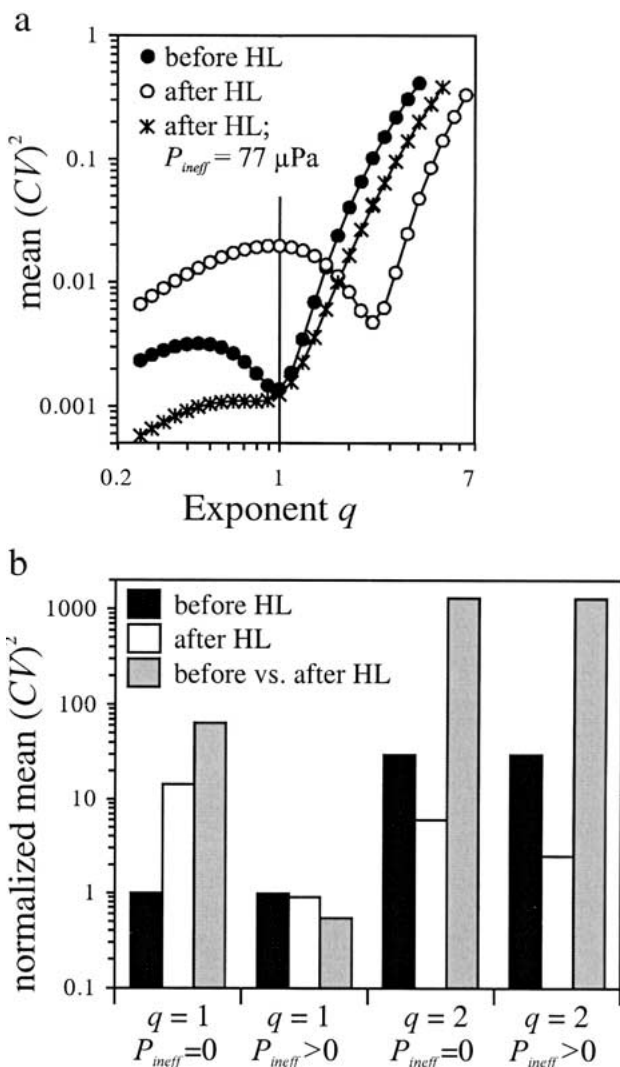 a
1
before HL
after HL
after HL;
P_ineff = 77 μPa
0.1
0.01
0.001
mean (CV)²
0.2
1
7
Exponent q
b
1000
before HL
after HL
before vs. after HL
100
10
1
0.1
normalized mean (CV)²
q = 1
q = 1
q = 2
q = 2
P_ineff=0
P_ineff>0
P_ineff=0
P_ineff>0